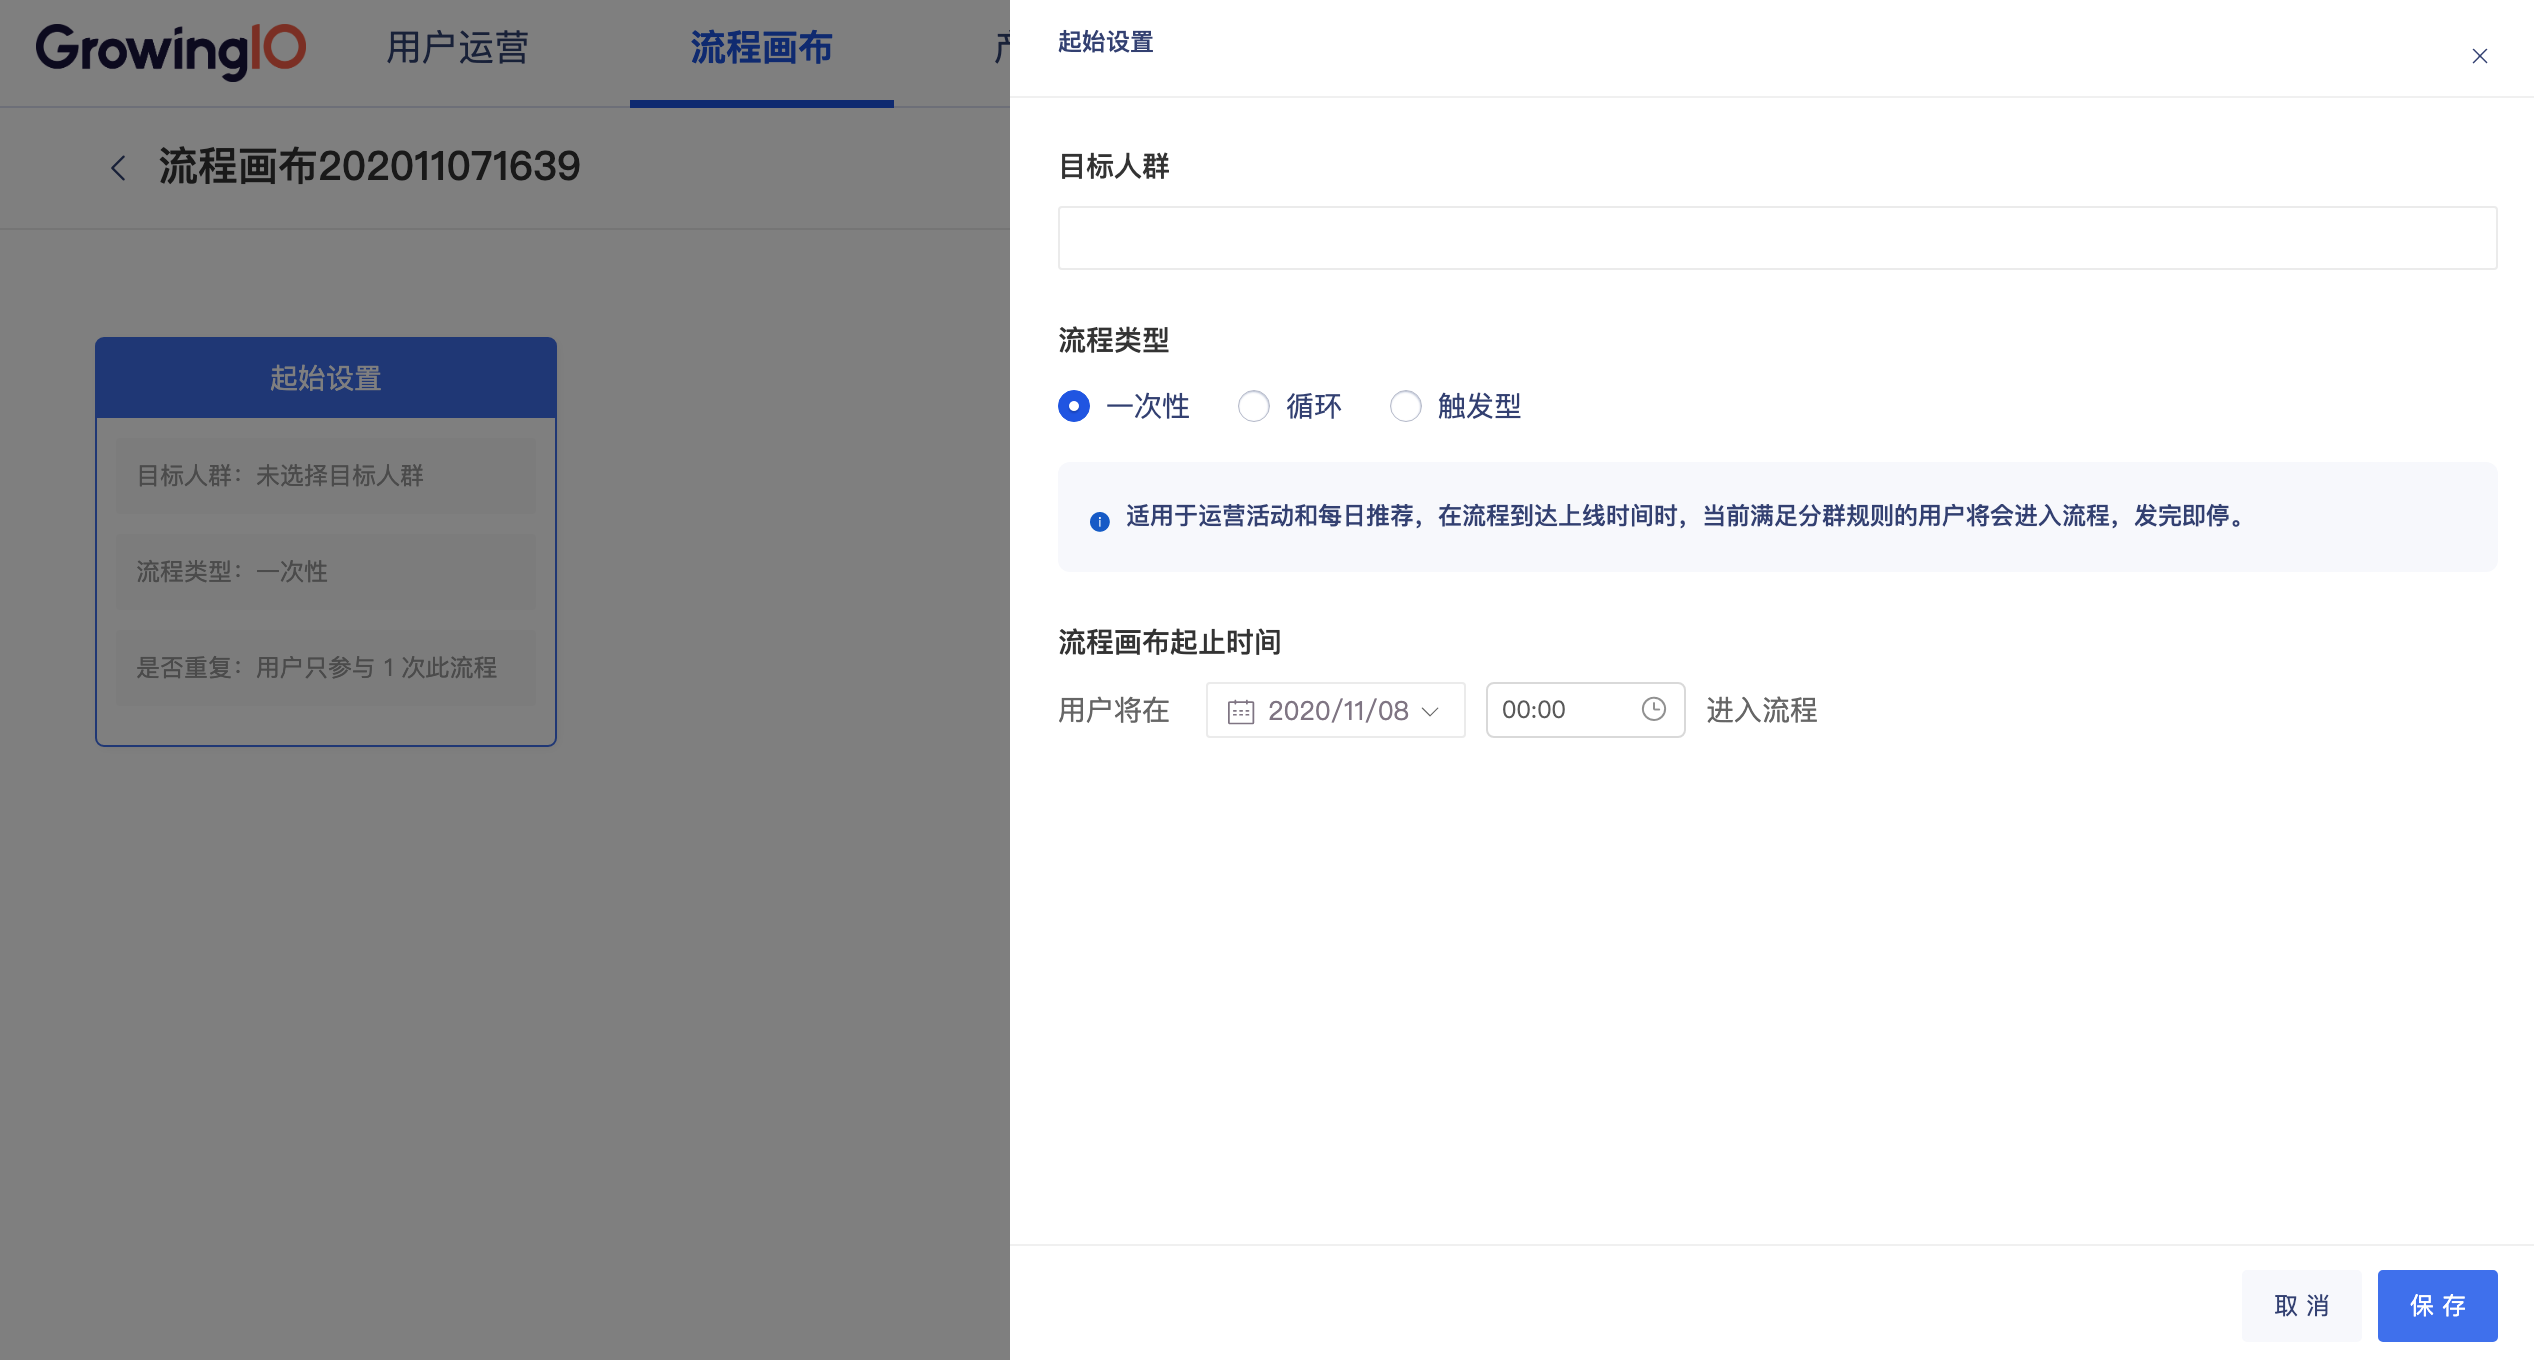 GrowingIO
用户运营
流程画布
流程画布202011071639
起始设置
目标人群：未选择目标人群
流程类型：一次性
是否重复：用户只参与 1 次此流程
起始设置
目标人群
流程类型
一次性
循环
触发型
适用于运营活动和每日推荐，在流程到达上线时间时，当前满足分群规则的用户将会进入流程，发完即停。
流程画布起止时间
用户将在 2020/11/08 00:00 进入流程
取 消
保 存